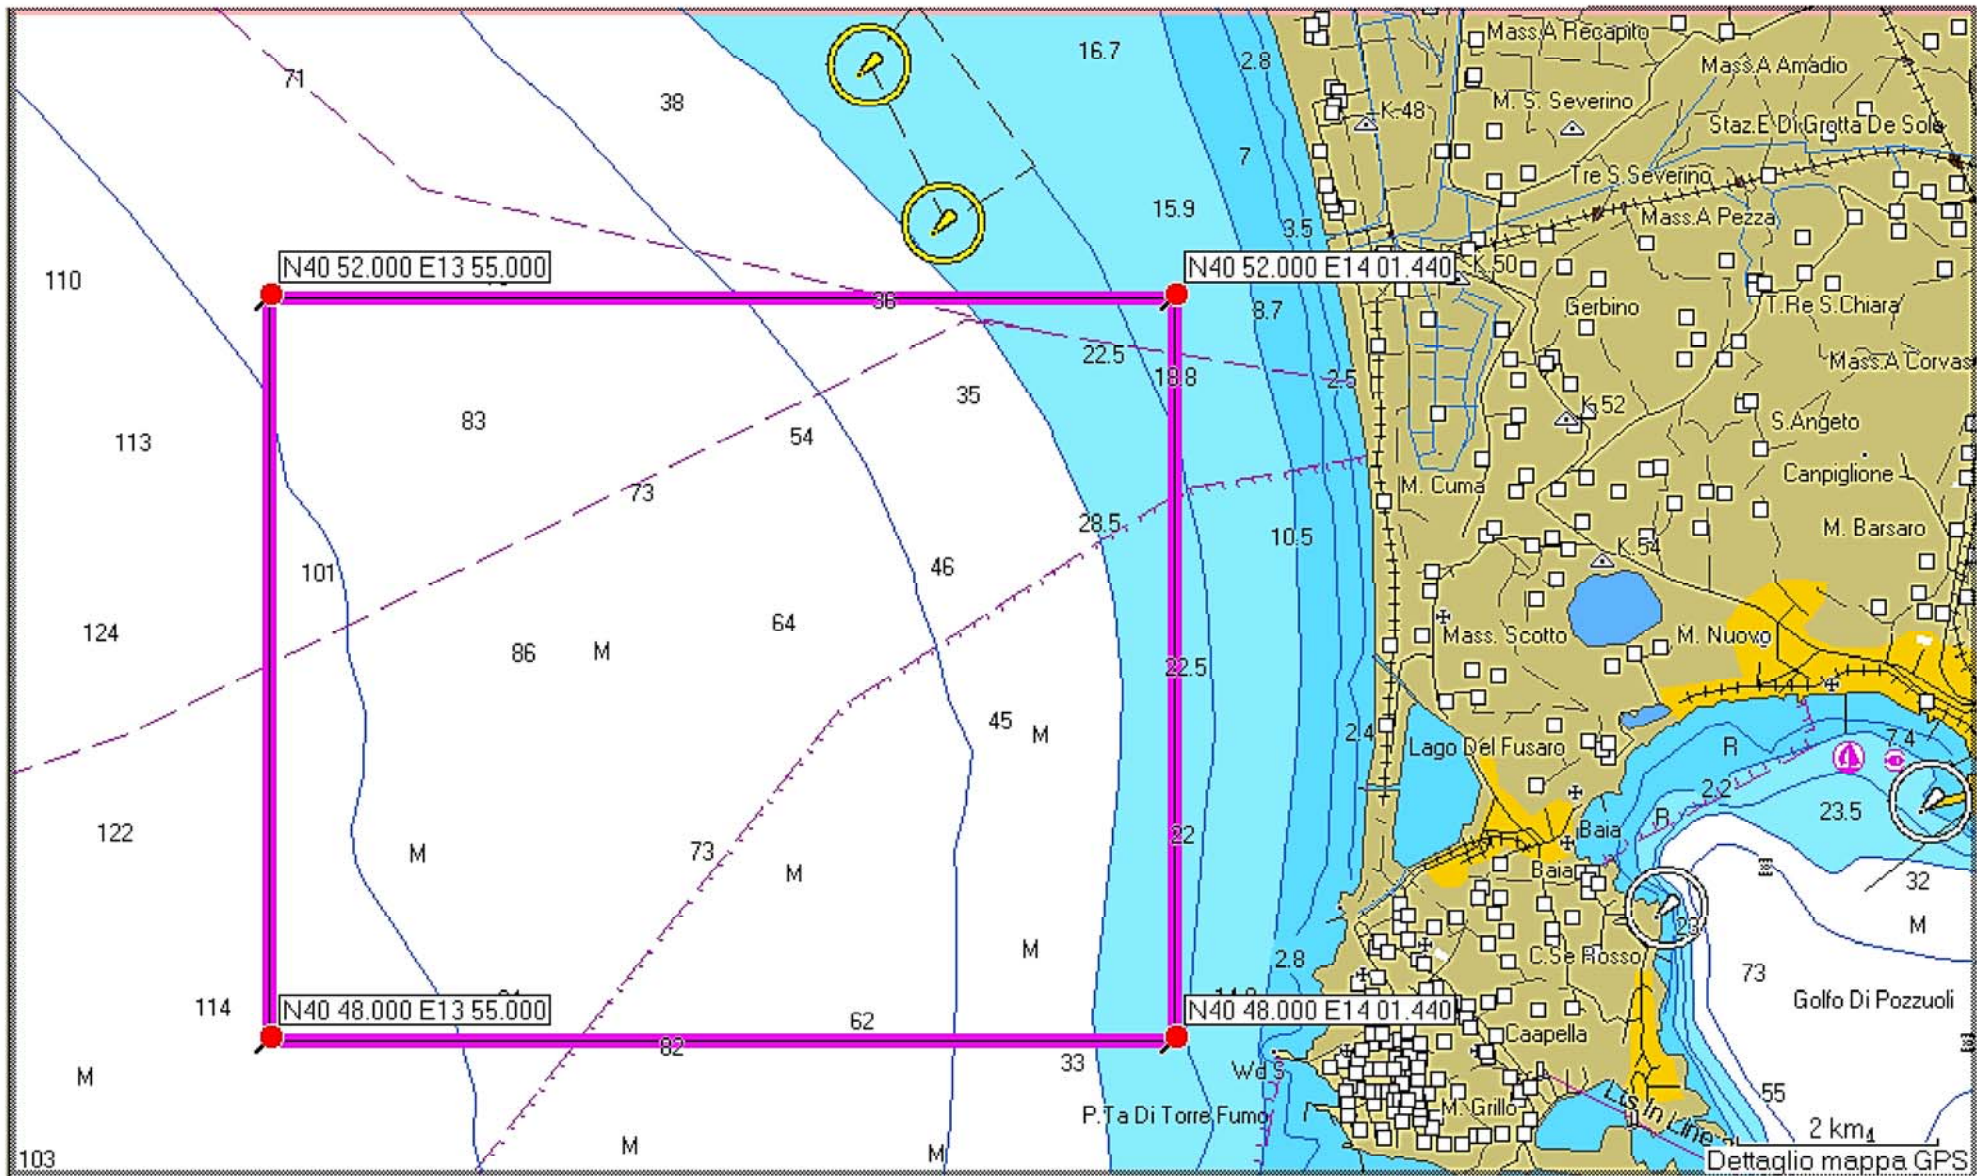 16.7
2.8
Mass.A Recapito
Mass.A Amadio
71
38
M. S. Severino
K.48
Staz.E Di Grotta De Sole
7
Tre S.Severino
15.9
3.5
Mass.A Pezza
N40 52.000 E13 55.000
N40 52.000 E14 01.440
K.50
110
36
8.7
Gerbino
T.Re S.Chiara
22.5
18.8
2.5
Mass.A Corvas
35
K.52
83
54
S.Angeto
113
73
M. Cuma
Canpiglione
28.5
10.5
M. Barsaro
101
46
K.54
124
64
Mass. Scotto
M. Nuovo
86
M
22.5
45
M
2.4
Lago Del Fusaro
R
7.4
2.2
122
22
R
23.5
Baia
M
73
M
Baia
32
M
23
M
2.8
C.Se Rosso
73
114
N40 48.000 E13 55.000
N40 48.000 E14 01.440
Golfo Di Pozzuoli
62
82
Caapella
33
M
Wd S
55
P.Ta Di Torre Fumo
M. Grillo
Lts In Line
2 km
M
M
103
Dettaglio mappa GPS